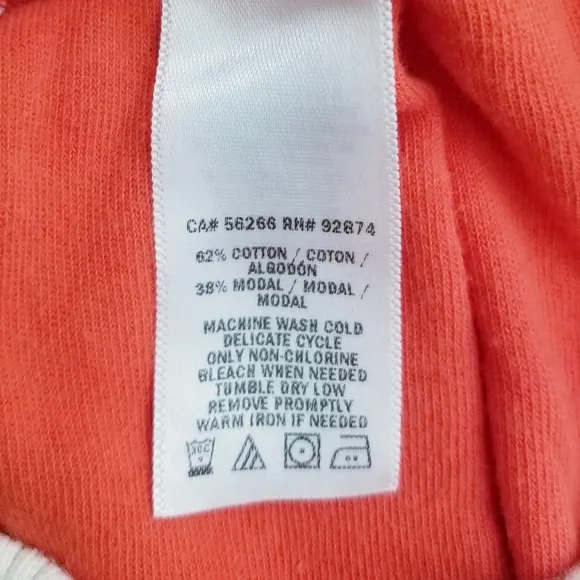 CA# 56266 RN# 92874
62% COTTON / COTON /
ALGODÓN
38% MODAL / MODAL /
MODAL
MACHINE WASH COLD
DELICATE CYCLE
ONLY NON-CHLORINE
BLEACH WHEN NEEDED
TUMBLE DRY LOW
REMOVE PROMPTLY
WARM IRON IF NEEDED
30C